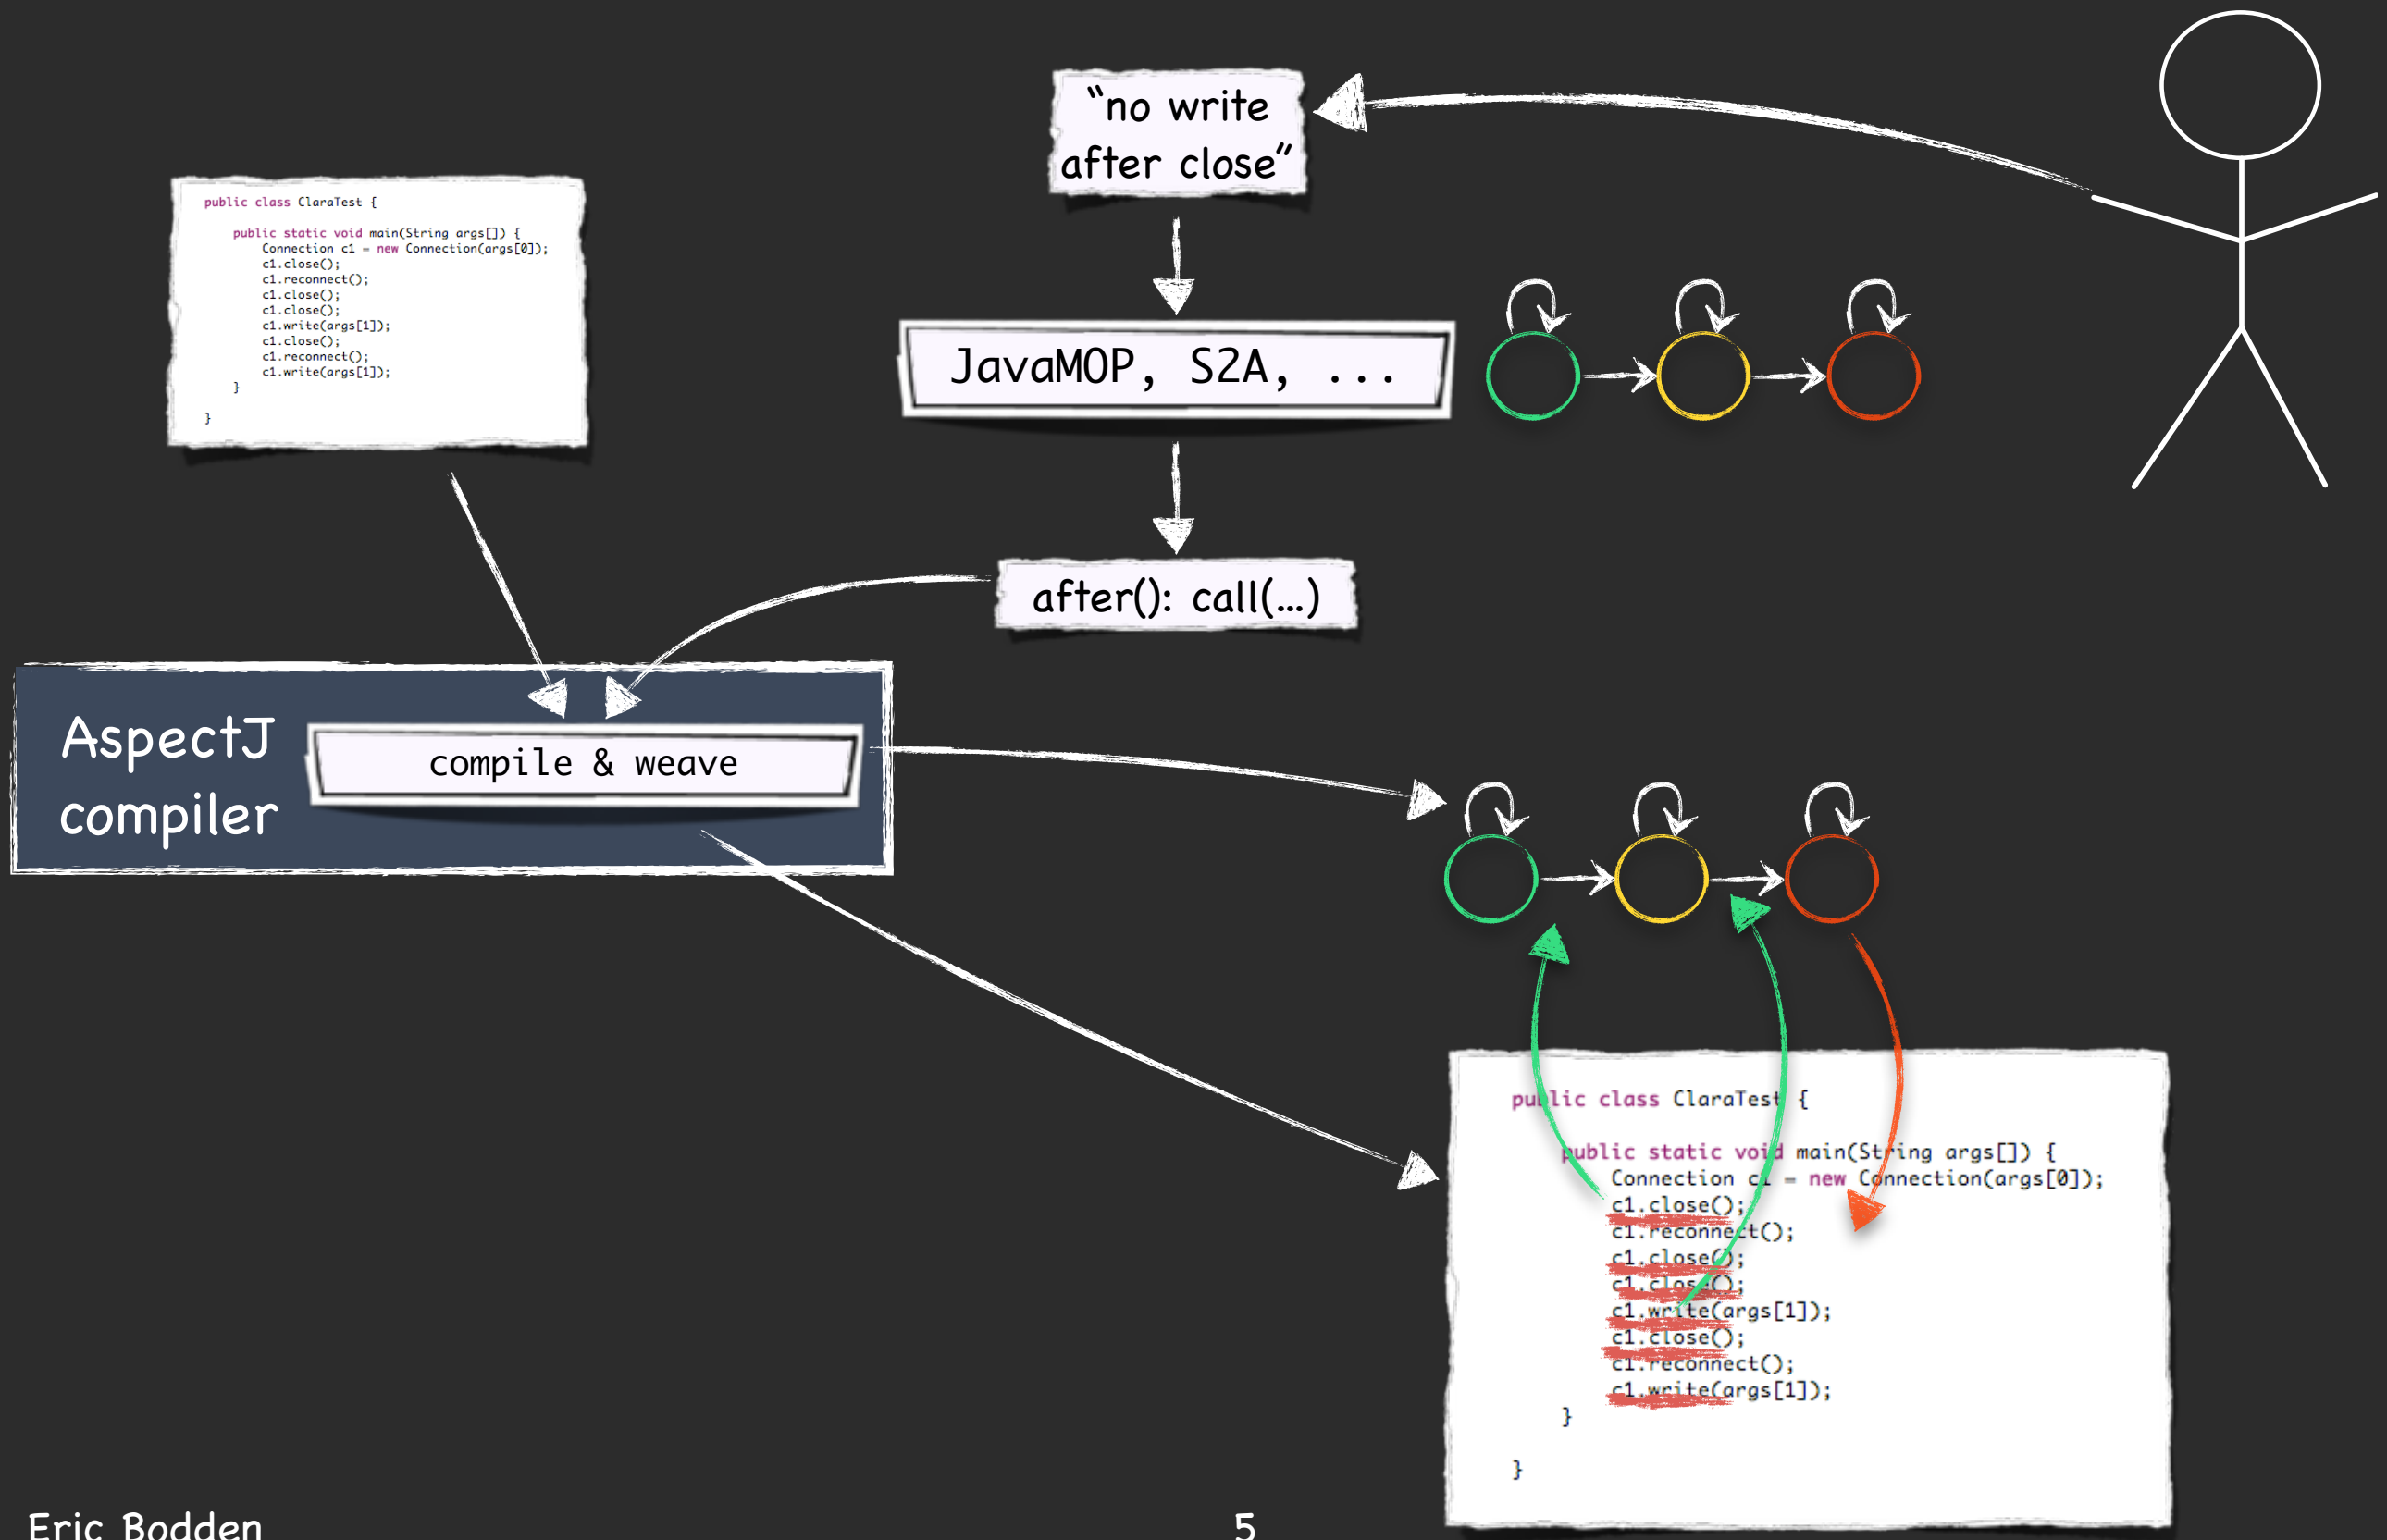 “no write
after close”
public class ClaraTest {
public static void main(String args[]) {
Connection c1 = new Connection(args[0]);
c1.close();
c1.reconnect();
c1.close();
c1.close();
c1.write(args[1]);
c1.close();
c1.reconnect();
c1.write(args[1]);
}
}
JavaMOP, S2A, ...
after(): call(...)
AspectJ
compiler
compile & weave
public class ClaraTest {
public static void main(String args[]) {
Connection c1 = new Connection(args[0]);
c1.close();
c1.reconnect();
c1.close();
c1.close();
c1.write(args[1]);
c1.close();
c1.reconnect();
c1.write(args[1]);
}
}
Eric Bodden
5